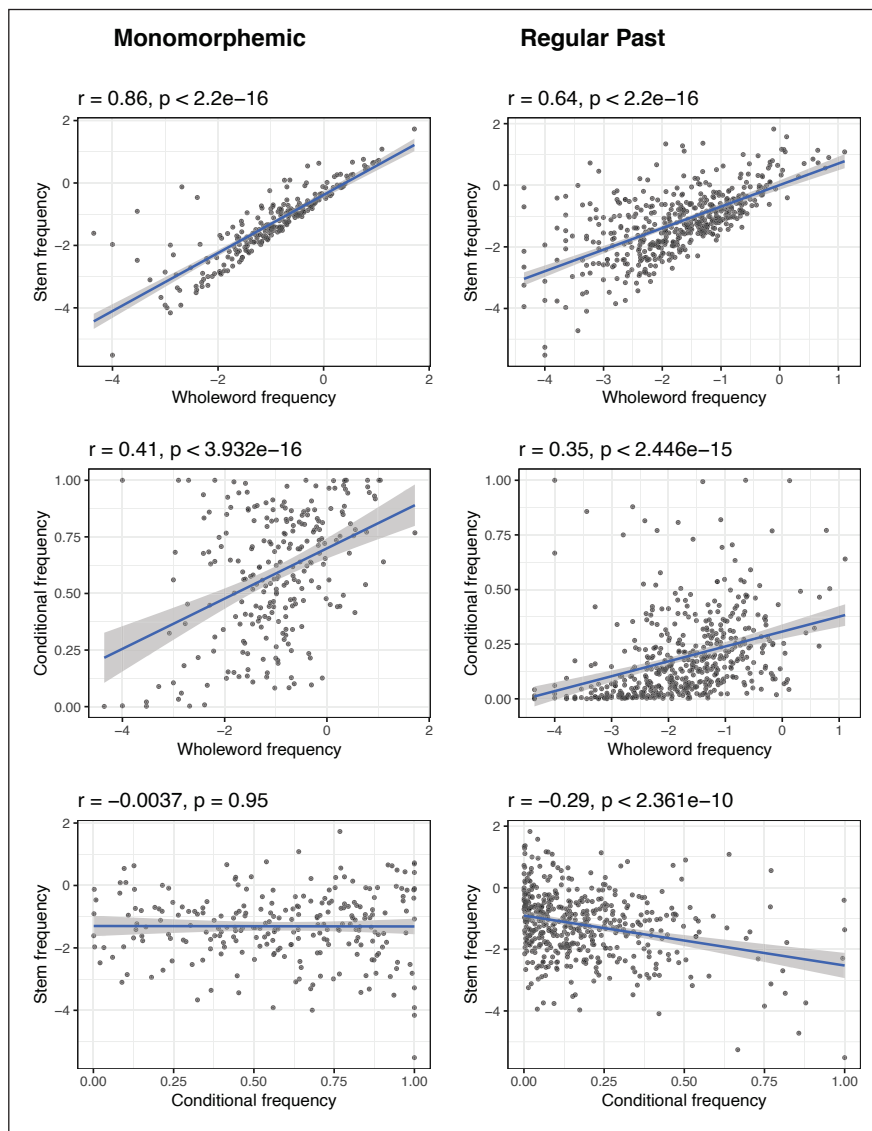 Monomorphemic
Regular Past
r = 0.86, p < 2.2e−16
2
0
−2
−4
Stem frequency
−4
−2
0
2
Wholeword frequency
r = 0.64, p < 2.2e−16
2
0
−2
−4
Stem frequency
−4
−3
−2
−1
0
1
Wholeword frequency
r = 0.41, p < 3.932e−16
1.00
0.75
0.50
0.25
0.00
Conditional frequency
−4
−2
0
2
Wholeword frequency
r = 0.35, p < 2.446e−15
1.00
0.75
0.50
0.25
0.00
Conditional frequency
−4
−3
−2
−1
0
1
Wholeword frequency
r = −0.0037, p = 0.95
2
0
−2
−4
Stem frequency
0.00
0.25
0.50
0.75
1.00
Conditional frequency
r = −0.29, p < 2.361e−10
2
0
−2
−4
Stem frequency
0.00
0.25
0.50
0.75
1.00
Conditional frequency